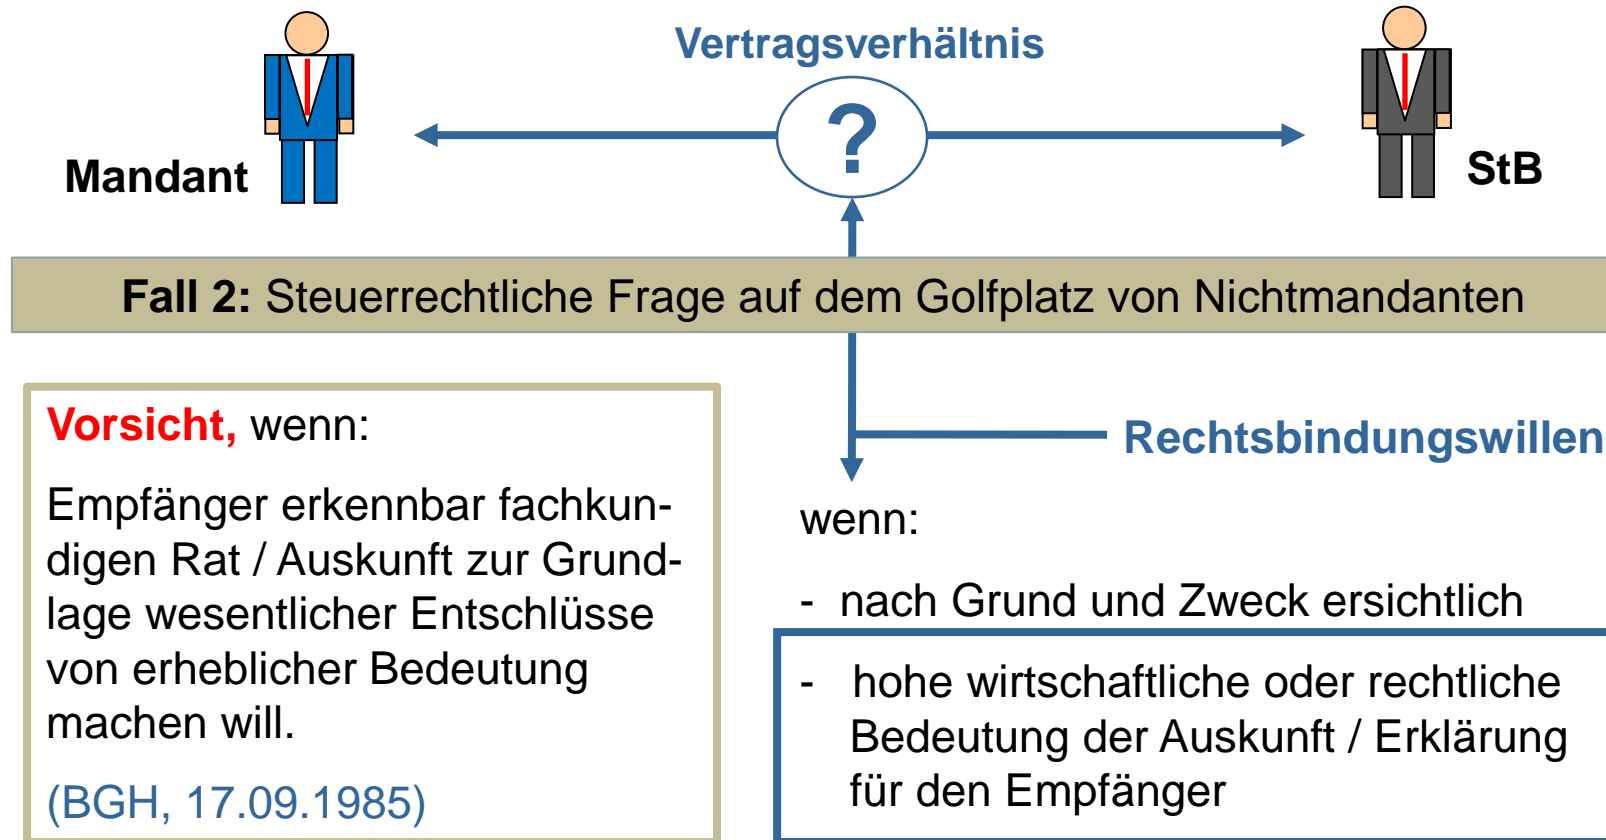 Vertragsverhältnis
?
Mandant
StB
Fall 2: Steuerrechtliche Frage auf dem Golfplatz von Nichtmandanten
Vorsicht, wenn:
Empfänger erkennbar fachkun-
digen Rat / Auskunft zur Grund-
lage wesentlicher Entschlüsse
von erheblicher Bedeutung
machen will.
(BGH, 17.09.1985)
Rechtsbindungswillen
wenn:
- nach Grund und Zweck ersichtlich
- hohe wirtschaftliche oder rechtliche
Bedeutung der Auskunft / Erklärung
für den Empfänger